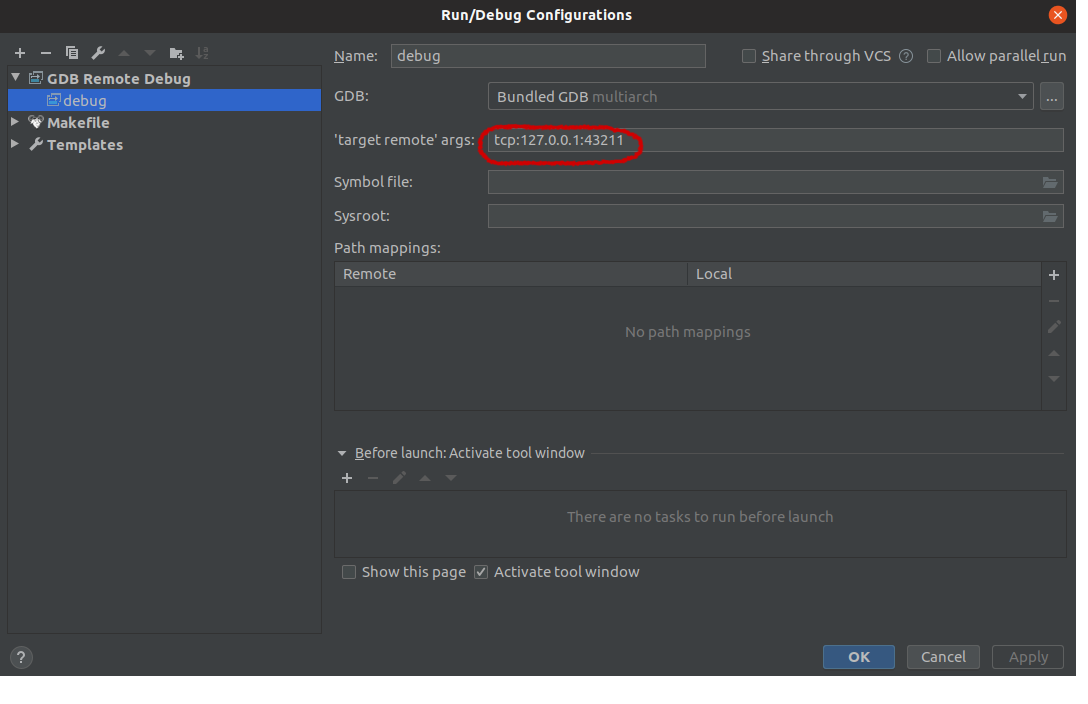 Run/Debug Configurations
GDB Remote Debug
debug
Makefile
Templates
Name: debug
Share through VCS ?
Allow parallel run
GDB: Bundled GDB multiarch ...
'target remote' args: tcp:127.0.0.1:43211
Symbol file:
Sysroot:
Path mappings:
Remote Local
No path mappings
Before launch: Activate tool window
There are no tasks to run before launch
Show this page Activate tool window
? OK Cancel Apply